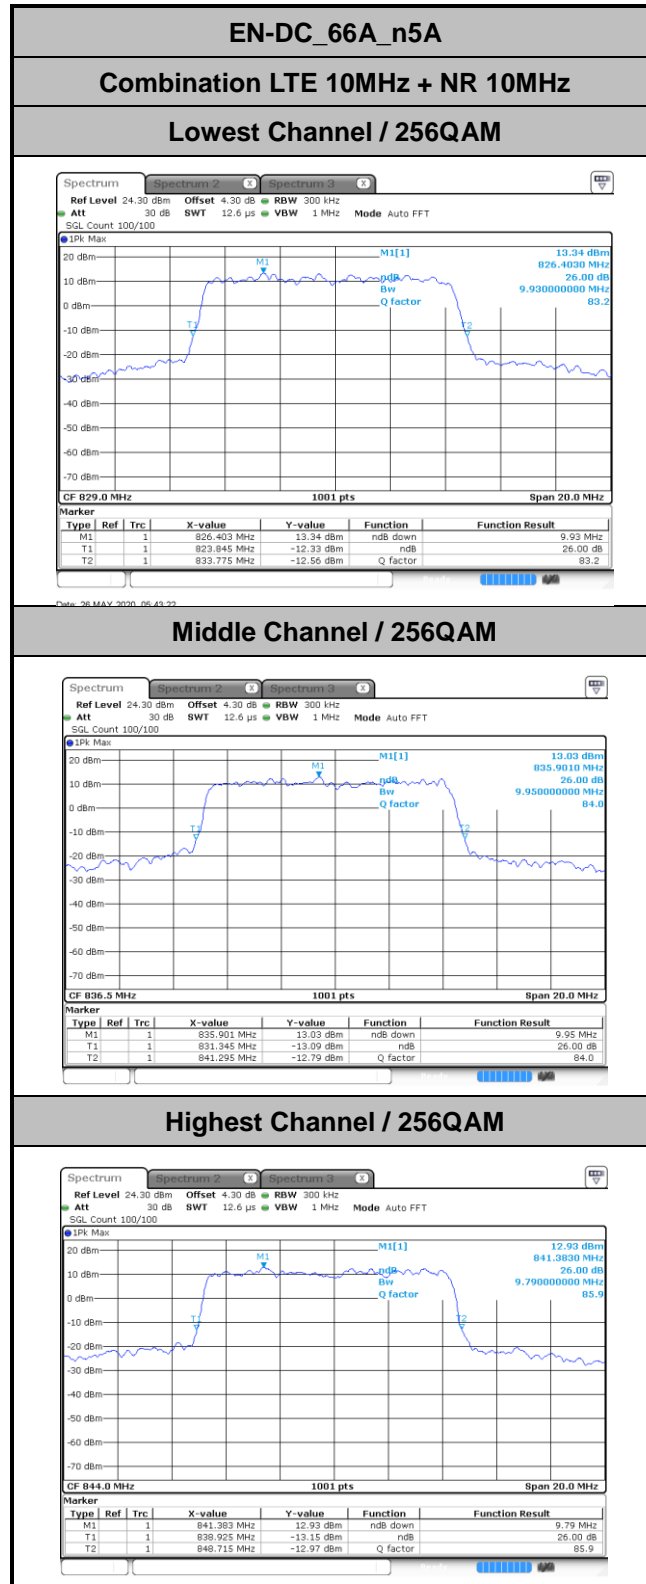 EN-DC_66A_n5A
Combination LTE 10MHz + NR 10MHz
Lowest Channel / 256QAM
Spectrum Spectrum 2 X Spectrum 3 X
Ref Level 24.30 dBm Offset 4.30 dB RBW 300 kHz
Att 30 dB SWT 12.6 µs VBW 1 MHz Mode Auto FFT
SGL Count 100/100
1Pk Max
M1[1] 13.34 dBm
826.4030 MHz
ndB 26.00 dB
Bw 9.930000000 MHz
Q factor 83.2
20 dBm
10 dBm
0 dBm
-10 dBm
-20 dBm
-30 dBm
-40 dBm
-50 dBm
-60 dBm
-70 dBm
M1
T1
T2
CF 829.0 MHz 1001 pts Span 20.0 MHz
Marker
Type Ref Trc X-value Y-value Function Function Result
M1 1 826.403 MHz 13.34 dBm ndB down 9.93 MHz
T1 1 823.845 MHz -12.33 dBm ndB 26.00 dB
T2 1 833.775 MHz -12.56 dBm Q factor 83.2
Date: 26 MAY 2020 05:43:22
Middle Channel / 256QAM
Spectrum Spectrum 2 X Spectrum 3 X
Ref Level 24.30 dBm Offset 4.30 dB RBW 300 kHz
Att 30 dB SWT 12.6 µs VBW 1 MHz Mode Auto FFT
SGL Count 100/100
1Pk Max
M1[1] 13.03 dBm
835.9010 MHz
ndB 26.00 dB
Bw 9.950000000 MHz
Q factor 84.0
20 dBm
10 dBm
0 dBm
-10 dBm
-20 dBm
-30 dBm
-40 dBm
-50 dBm
-60 dBm
-70 dBm
M1
T1
T2
CF 836.5 MHz 1001 pts Span 20.0 MHz
Marker
Type Ref Trc X-value Y-value Function Function Result
M1 1 835.901 MHz 13.03 dBm ndB down 9.95 MHz
T1 1 831.345 MHz -13.09 dBm ndB 26.00 dB
T2 1 841.295 MHz -12.79 dBm Q factor 84.0
Highest Channel / 256QAM
Spectrum Spectrum 2 X Spectrum 3 X
Ref Level 24.30 dBm Offset 4.30 dB RBW 300 kHz
Att 30 dB SWT 12.6 µs VBW 1 MHz Mode Auto FFT
SGL Count 100/100
1Pk Max
M1[1] 12.93 dBm
841.3830 MHz
ndB 26.00 dB
Bw 9.790000000 MHz
Q factor 85.9
20 dBm
10 dBm
0 dBm
-10 dBm
-20 dBm
-30 dBm
-40 dBm
-50 dBm
-60 dBm
-70 dBm
M1
T1
T2
CF 844.0 MHz 1001 pts Span 20.0 MHz
Marker
Type Ref Trc X-value Y-value Function Function Result
M1 1 841.383 MHz 12.93 dBm ndB down 9.79 MHz
T1 1 838.925 MHz -13.15 dBm ndB 26.00 dB
T2 1 848.715 MHz -12.97 dBm Q factor 85.9